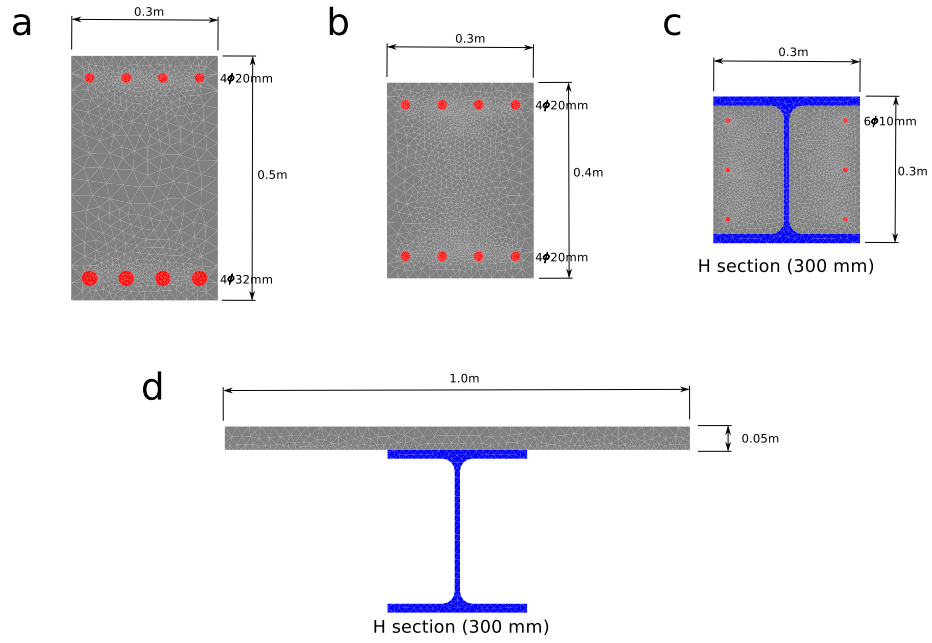 a
0.3m
4ϕ20mm
0.5m
4ϕ32mm
b
0.3m
4ϕ20mm
0.4m
4ϕ20mm
c
0.3m
6ϕ10mm
0.3m
H section (300 mm)
d
1.0m
0.05m
H section (300 mm)